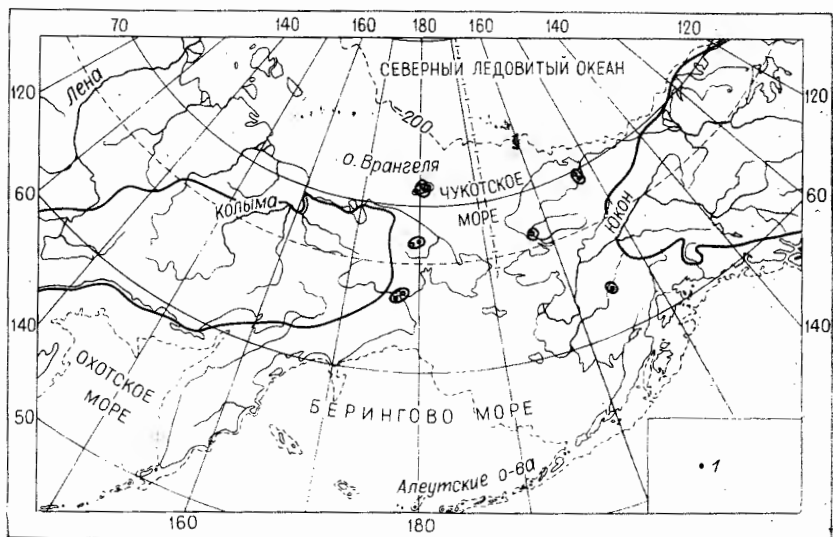 70 140 160 180 160 140 120
СЕВЕРНЫЙ ЛЕДОВИТЫЙ ОКЕАН
Лена
120
120
200
о. Врангеля
ЧУКОТСКОЕ
МОРЕ
60
КОЛЫМА
60
ЮКОН
140
140
ОХОТСКОЕ
МОРЕ
БЕРИНГОВО МОРЕ
50
1
Алеутские о-ва
160
180